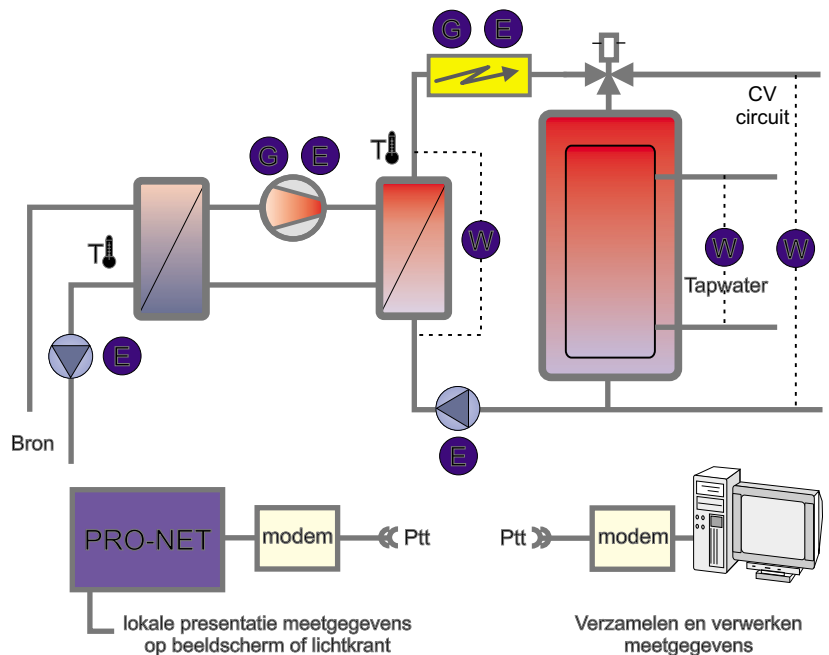 G E
CV
circuit
G E
T
W
T
W
W
Tapwater
E
Bron
E
PRO-NET
modem
Ptt
Ptt
modem
lokale presentatie meetgegevens
op beeldscherm of lichtkrant
Verzamelen en verwerken
meetgegevens